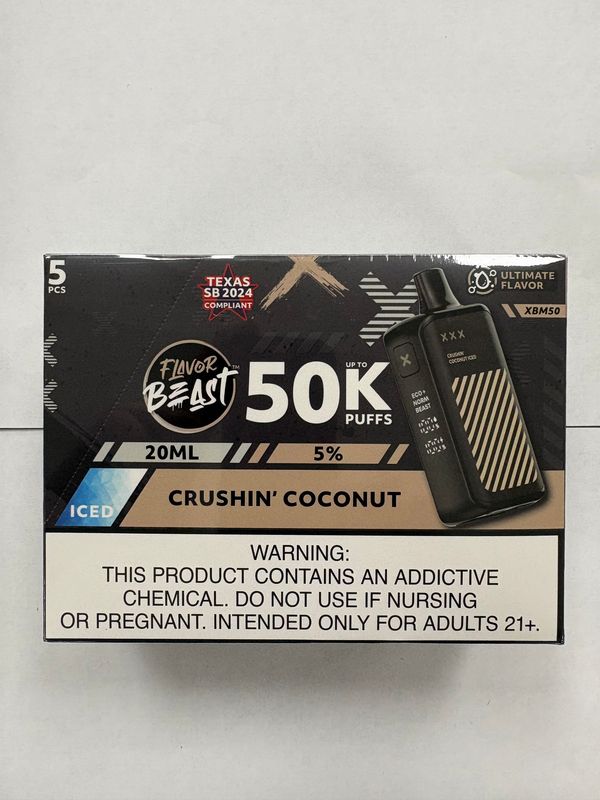 5
PCS
TEXAS
SB 2024
COMPLIANT
ULTIMATE
FLAVOR
XBM50
FLAVOR
BEAST™
50K
UP TO
PUFFS
20ML
5%
ICED
CRUSHIN' COCONUT
XXX
X
CRUSHIN
COCONUT ICED
ECO+
NORM
BEAST
WARNING:
THIS PRODUCT CONTAINS AN ADDICTIVE
CHEMICAL. DO NOT USE IF NURSING
OR PREGNANT. INTENDED ONLY FOR ADULTS 21+.